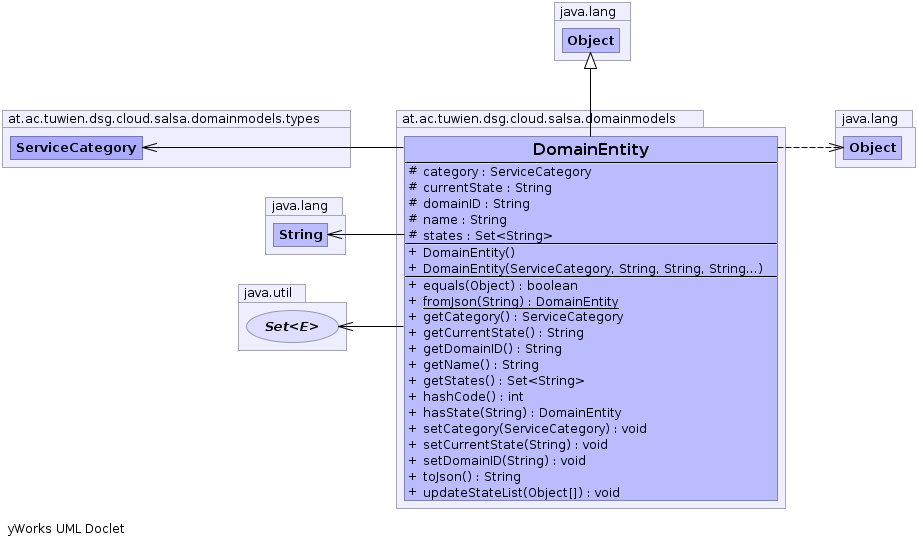 java.lang
Object
at.ac.tuwien.dsg.cloud.salsa.domainmodels.types
ServiceCategory
at.ac.tuwien.dsg.cloud.salsa.domainmodels
java.lang
Object
DomainEntity
# category : ServiceCategory
# currentState : String
# domainID : String
# name : String
# states : Set<String>
java.lang
String
+ DomainEntity()
+ DomainEntity(ServiceCategory, String, String, String...)
java.util
Set<E>
+ equals(Object) : boolean
+ fromJson(String) : DomainEntity
+ getCategory() : ServiceCategory
+ getCurrentState() : String
+ getDomainID() : String
+ getName() : String
+ getStates() : Set<String>
+ hashCode() : int
+ hasState(String) : DomainEntity
+ setCategory(ServiceCategory) : void
+ setCurrentState(String) : void
+ setDomainID(String) : void
+ toJson() : String
+ updateStateList(Object[]) : void
yWorks UML Doclet